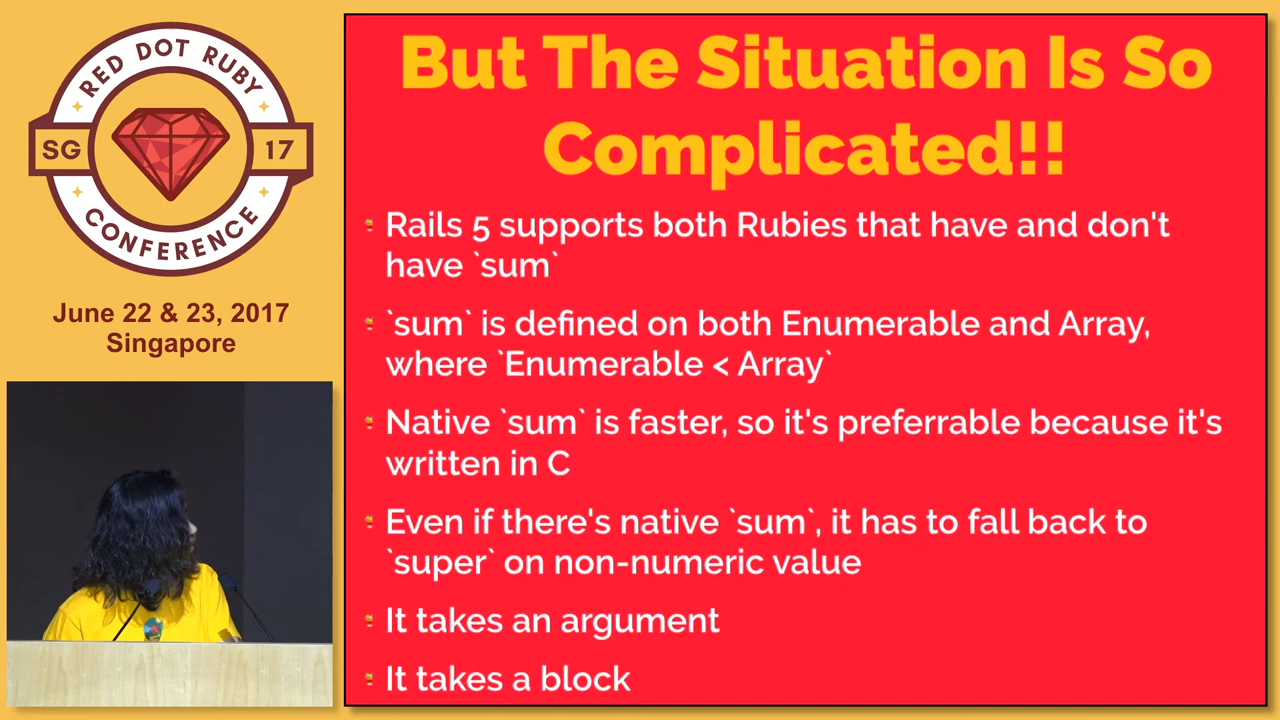 RED DOT RUBY
SG
17
CONFERENCE
June 22 & 23, 2017
Singapore
But The Situation Is So
Complicated!!
Rails 5 supports both Rubies that have and don't
have `sum`
`sum` is defined on both Enumerable and Array,
where `Enumerable < Array`
Native `sum` is faster, so it's preferrable because it's
written in C
Even if there's native `sum`, it has to fall back to
`super` on non-numeric value
It takes an argument
It takes a block